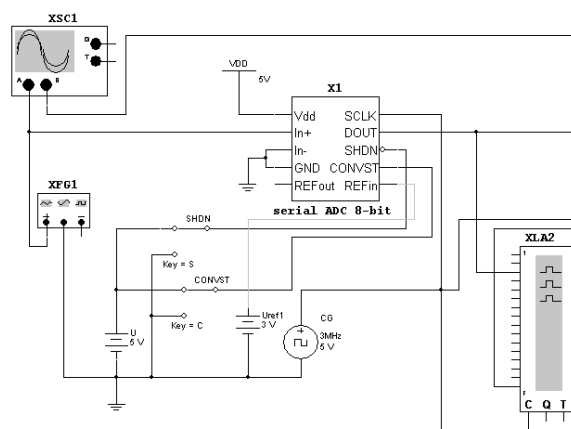 XSC1
G
T
A
B
VDD
5V
X1
Vdd
SCLK
In+
DOUT
In-
SHDN
GND
CONVST
REFout
REFin
serial ADC 8-bit
XFG1
SHDN
Key = S
CONVST
Key = C
U
5 V
Uref1
3 V
CG
3MHz
5 V
XLA2
1
F
C Q T